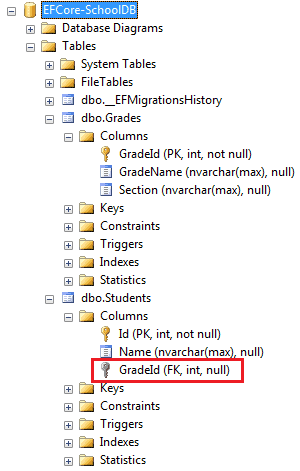 EFCore-SchoolDB
Database Diagrams
Tables
System Tables
FileTables
dbo.__EFMigrationsHistory
dbo.Grades
Columns
GradeId (PK, int, not null)
GradeName (nvarchar(max), null)
Section (nvarchar(max), null)
Keys
Constraints
Triggers
Indexes
Statistics
dbo.Students
Columns
Id (PK, int, not null)
Name (nvarchar(max), null)
GradeId (FK, int, null)
Keys
Constraints
Triggers
Indexes
Statistics